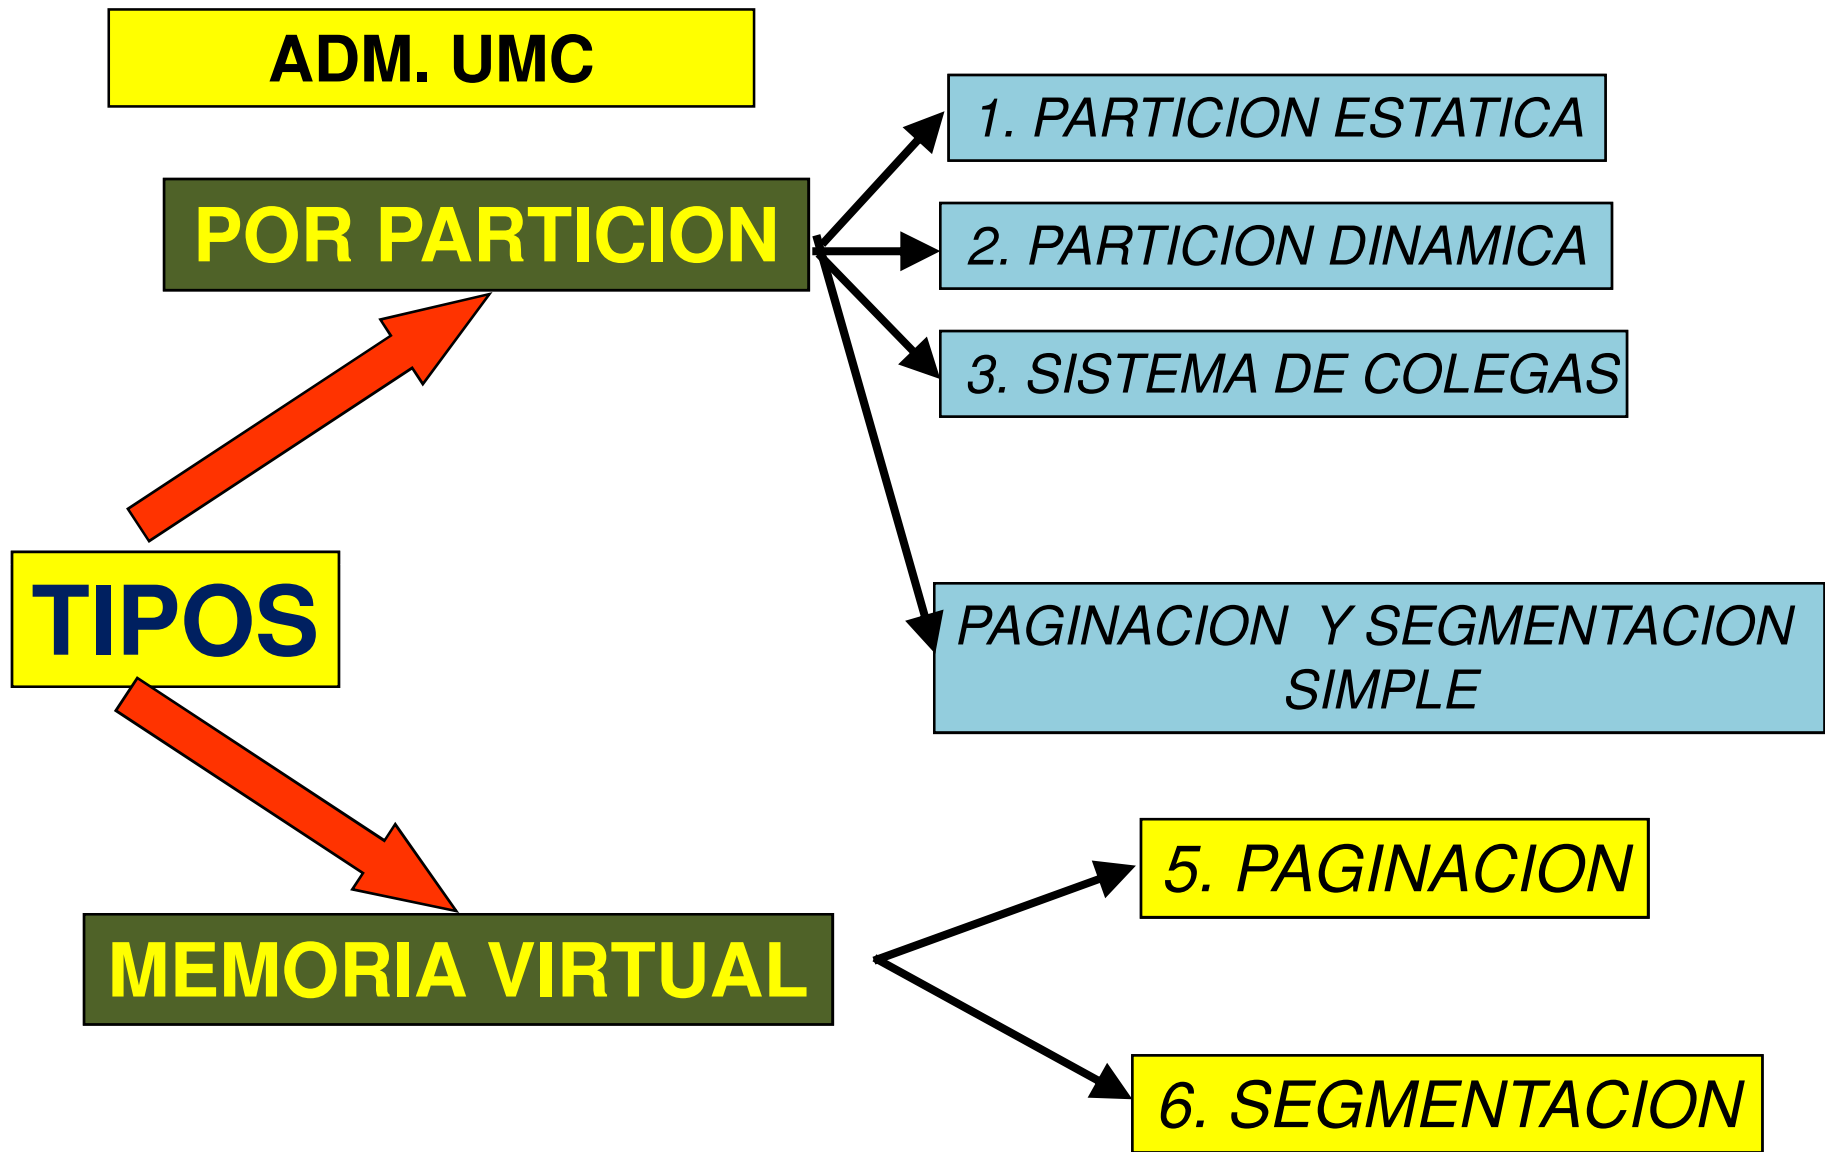 ADM. UMC
1. PARTICION ESTATICA
POR PARTICION
2. PARTICION DINAMICA
3. SISTEMA DE COLEGAS
TIPOS
PAGINACION Y SEGMENTACION
SIMPLE
5. PAGINACION
MEMORIA VIRTUAL
6. SEGMENTACION